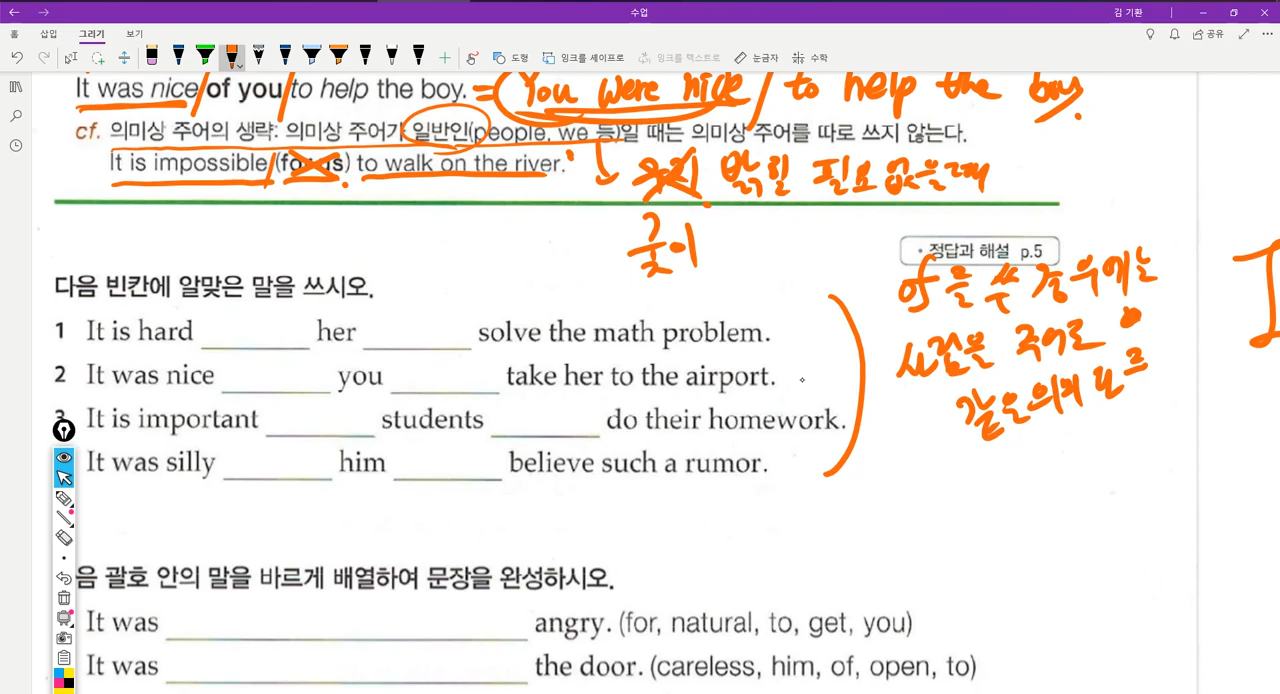 수업
김 기환
홈 삽입 그리기 보기
도형 잉크를 셰이프로 잉크를 텍스트로 눈금자 수학 공유
It was nice/of you/to help the boy. = You were nice / to help the boy.
cf. 의미상 주어의 생략: 의미상 주어가 일반인(people, we 등)일 때는 의미상 주어를 따로 쓰지 않는다.
It is impossible (for us) to walk on the river.
밝힐 필요 없을때
굳이
• 정답과 해설 p.5
of 를 쓴 경우에는
사람을 주어로
같은의미
다음 빈칸에 알맞은 말을 쓰시오.
1 It is hard ________ her ________ solve the math problem.
2 It was nice ________ you ________ take her to the airport.
3 It is important ________ students ________ do their homework.
It was silly ________ him ________ believe such a rumor.
음 괄호 안의 말을 바르게 배열하여 문장을 완성하시오.
It was ________ angry. (for, natural, to, get, you)
It was ________ the door. (careless, him, of, open, to)